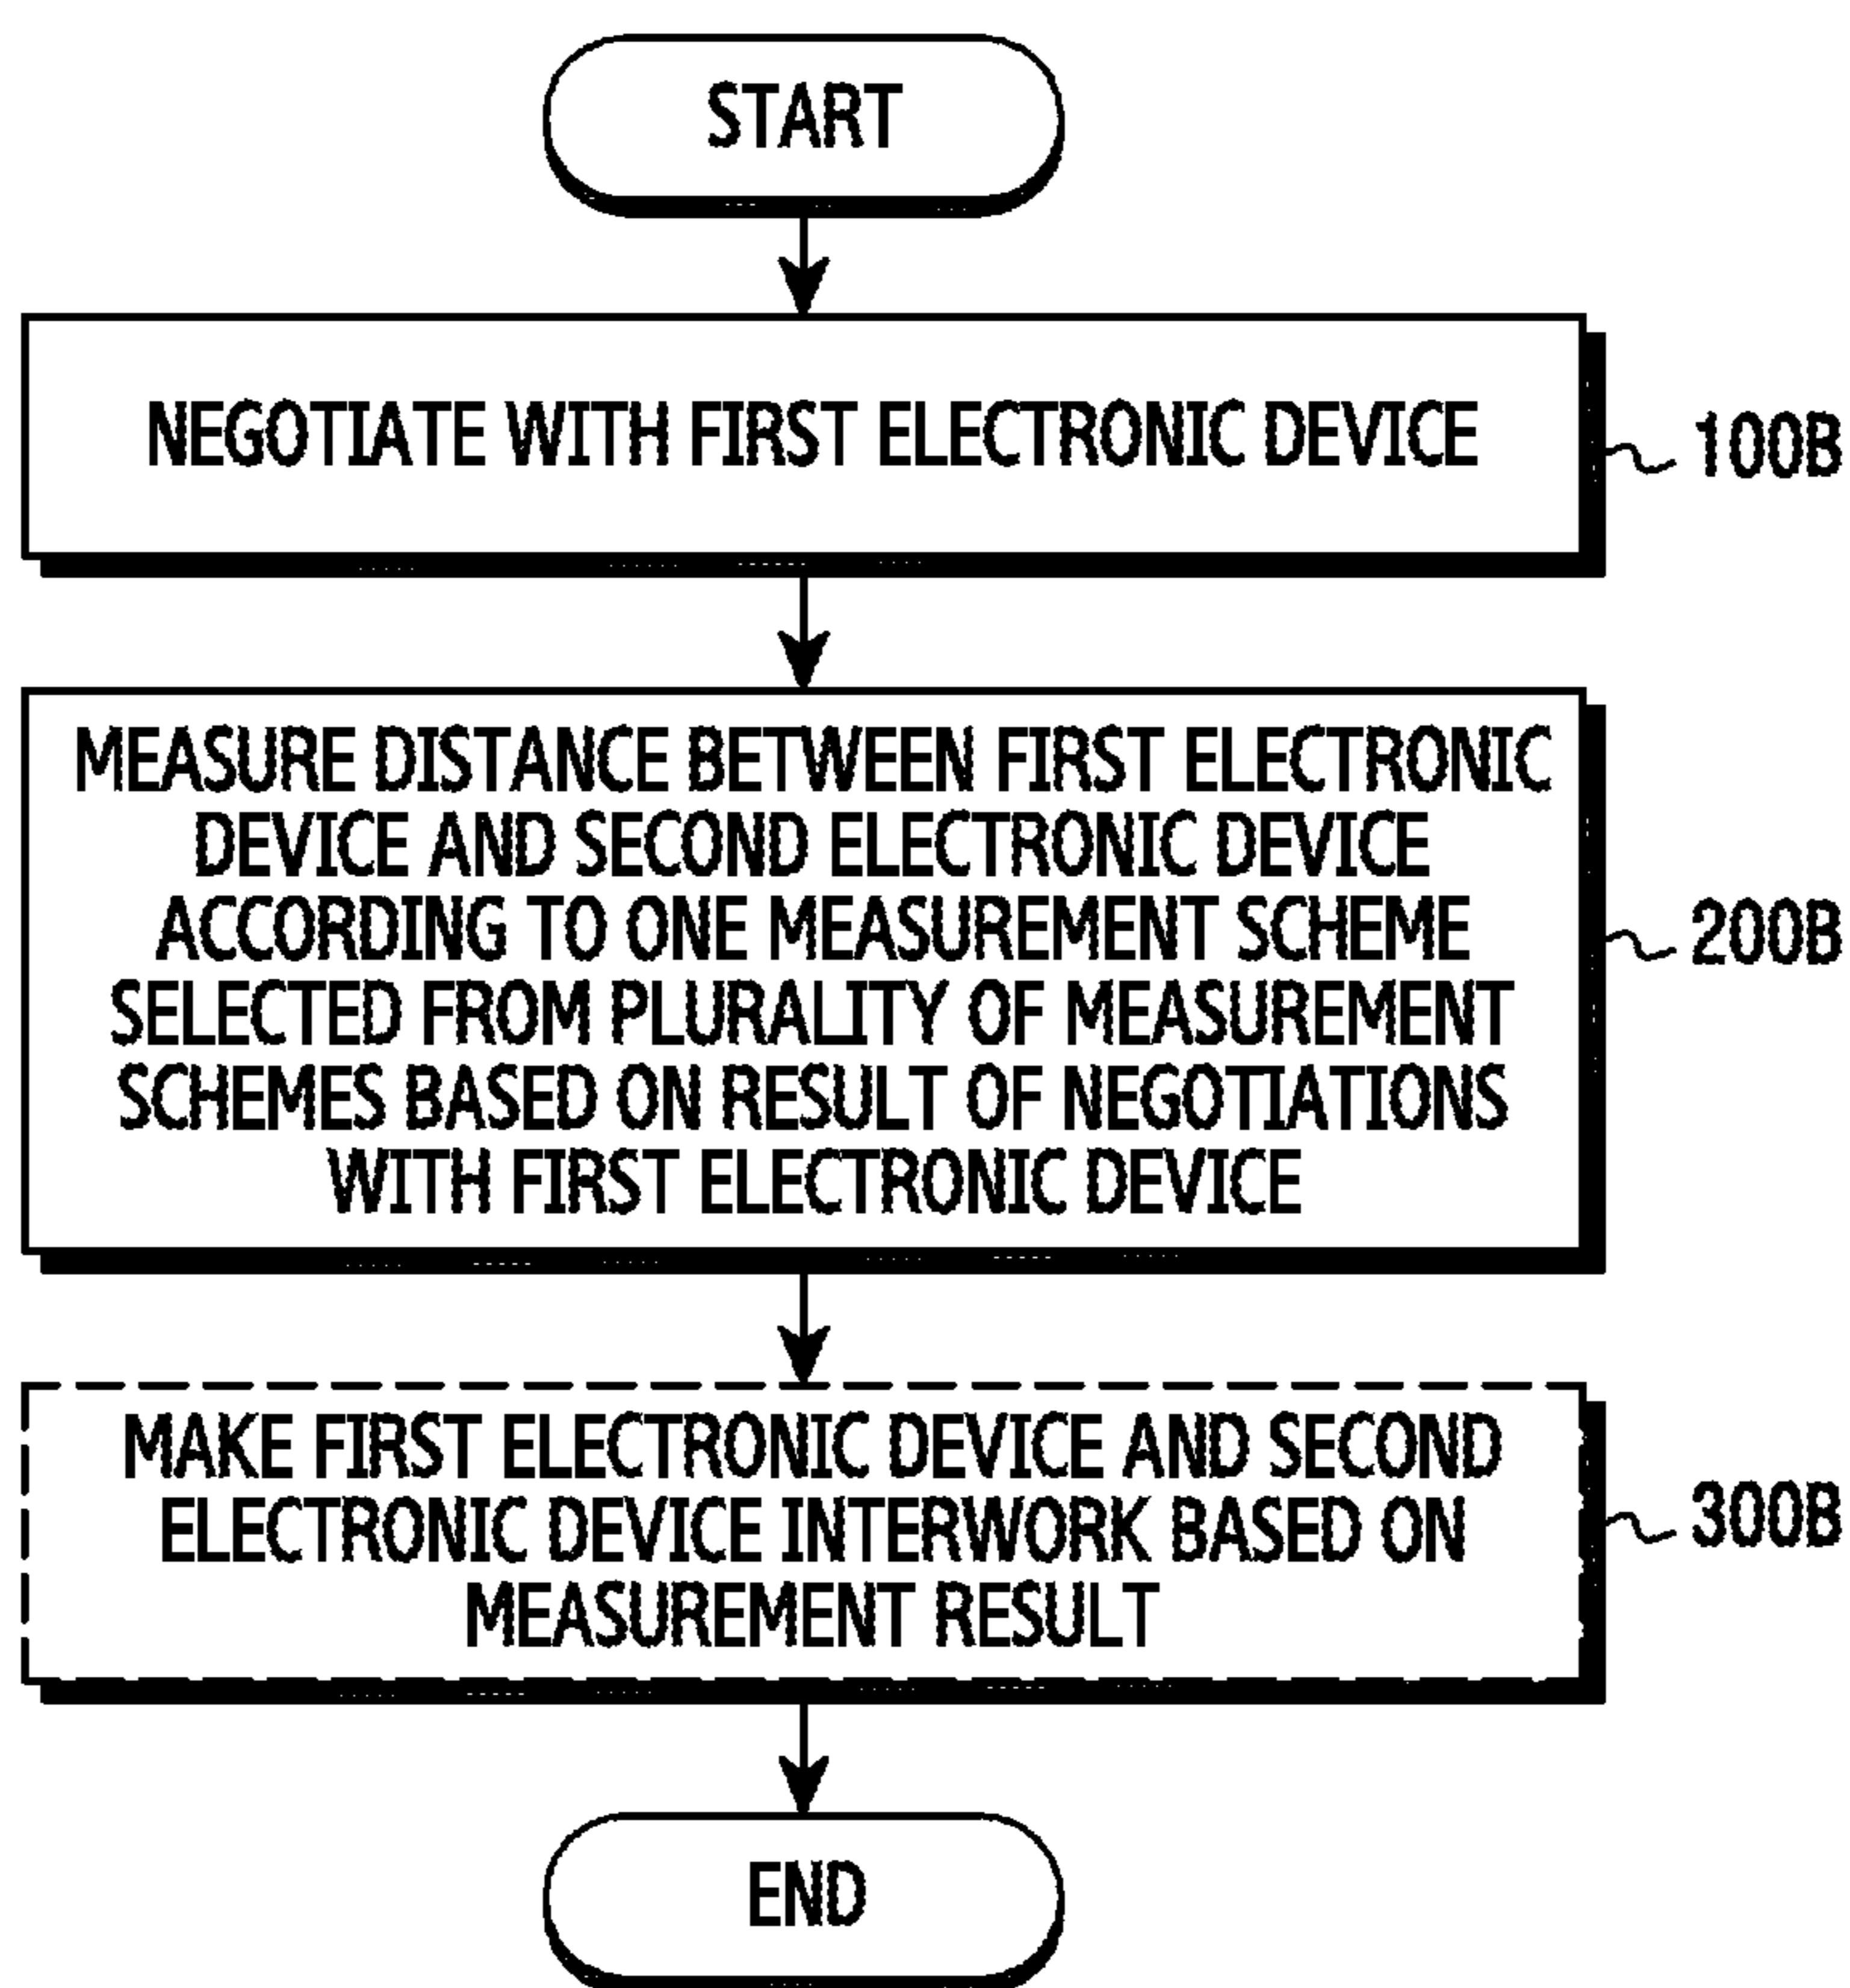 START
NEGOTIATE WITH FIRST ELECTRONIC DEVICE
100B
MEASURE DISTANCE BETWEEN FIRST ELECTRONIC
DEVICE AND SECOND ELECTRONIC DEVICE
ACCORDING TO ONE MEASUREMENT SCHEME
SELECTED FROM PLURALITY OF MEASUREMENT
SCHEMES BASED ON RESULT OF NEGOTIATIONS
WITH FIRST ELECTRONIC DEVICE
200B
MAKE FIRST ELECTRONIC DEVICE AND SECOND
ELECTRONIC DEVICE INTERWORK BASED ON
MEASUREMENT RESULT
300B
END